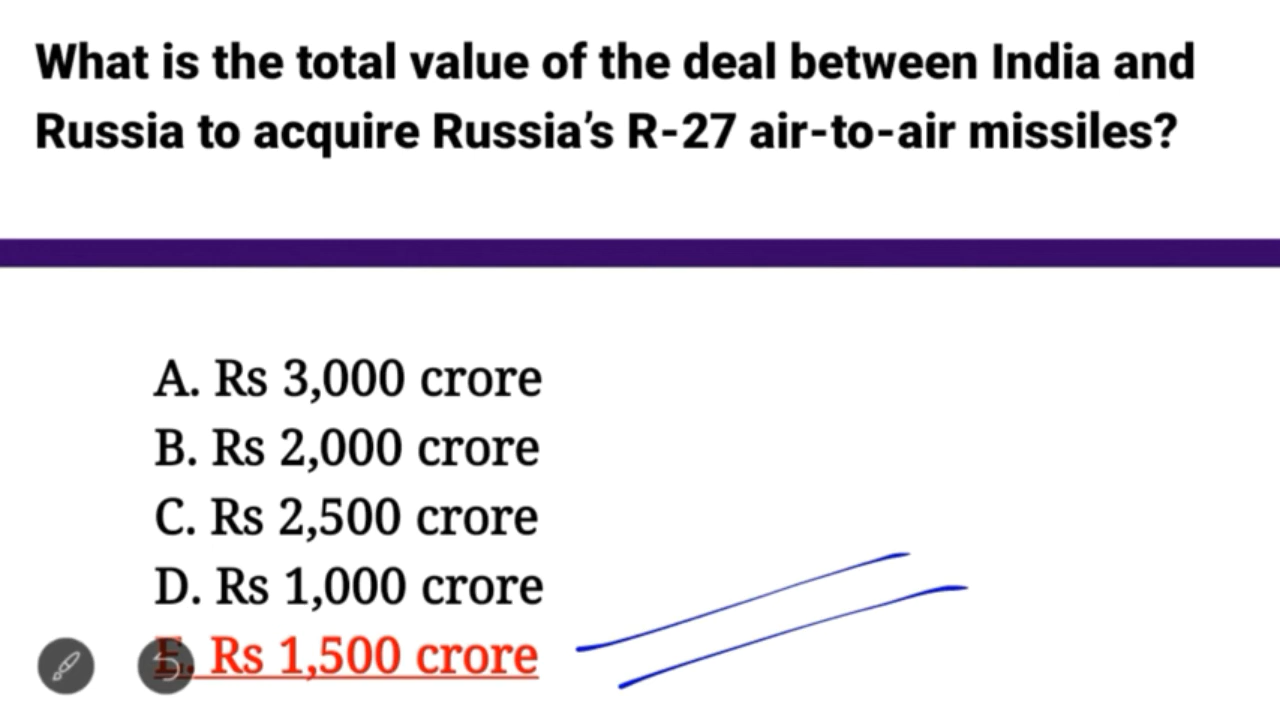 What is the total value of the deal between India and
Russia to acquire Russia’s R-27 air-to-air missiles?
A. Rs 3,000 crore
B. Rs 2,000 crore
C. Rs 2,500 crore
D. Rs 1,000 crore
E. Rs 1,500 crore